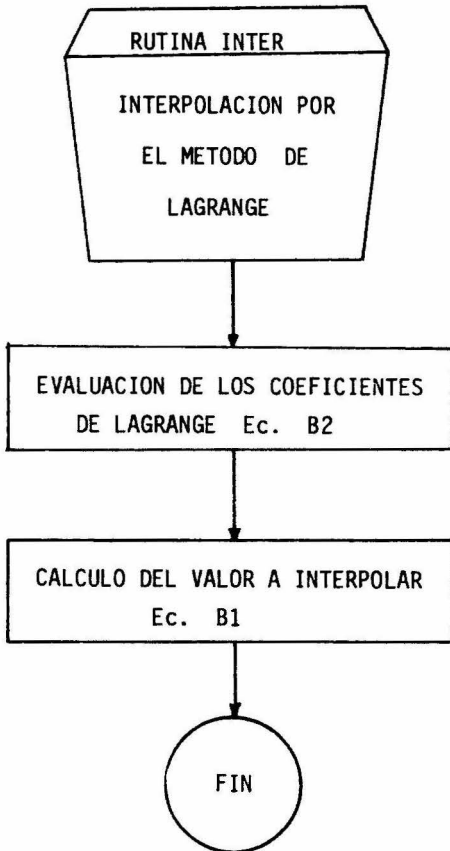 RUTINA INTER
INTERPOLACION POR
EL METODO DE
LAGRANGE
EVALUACION DE LOS COEFICIENTES
DE LAGRANGE Ec. B2
CALCULO DEL VALOR A INTERPOLAR
Ec. B1
FIN